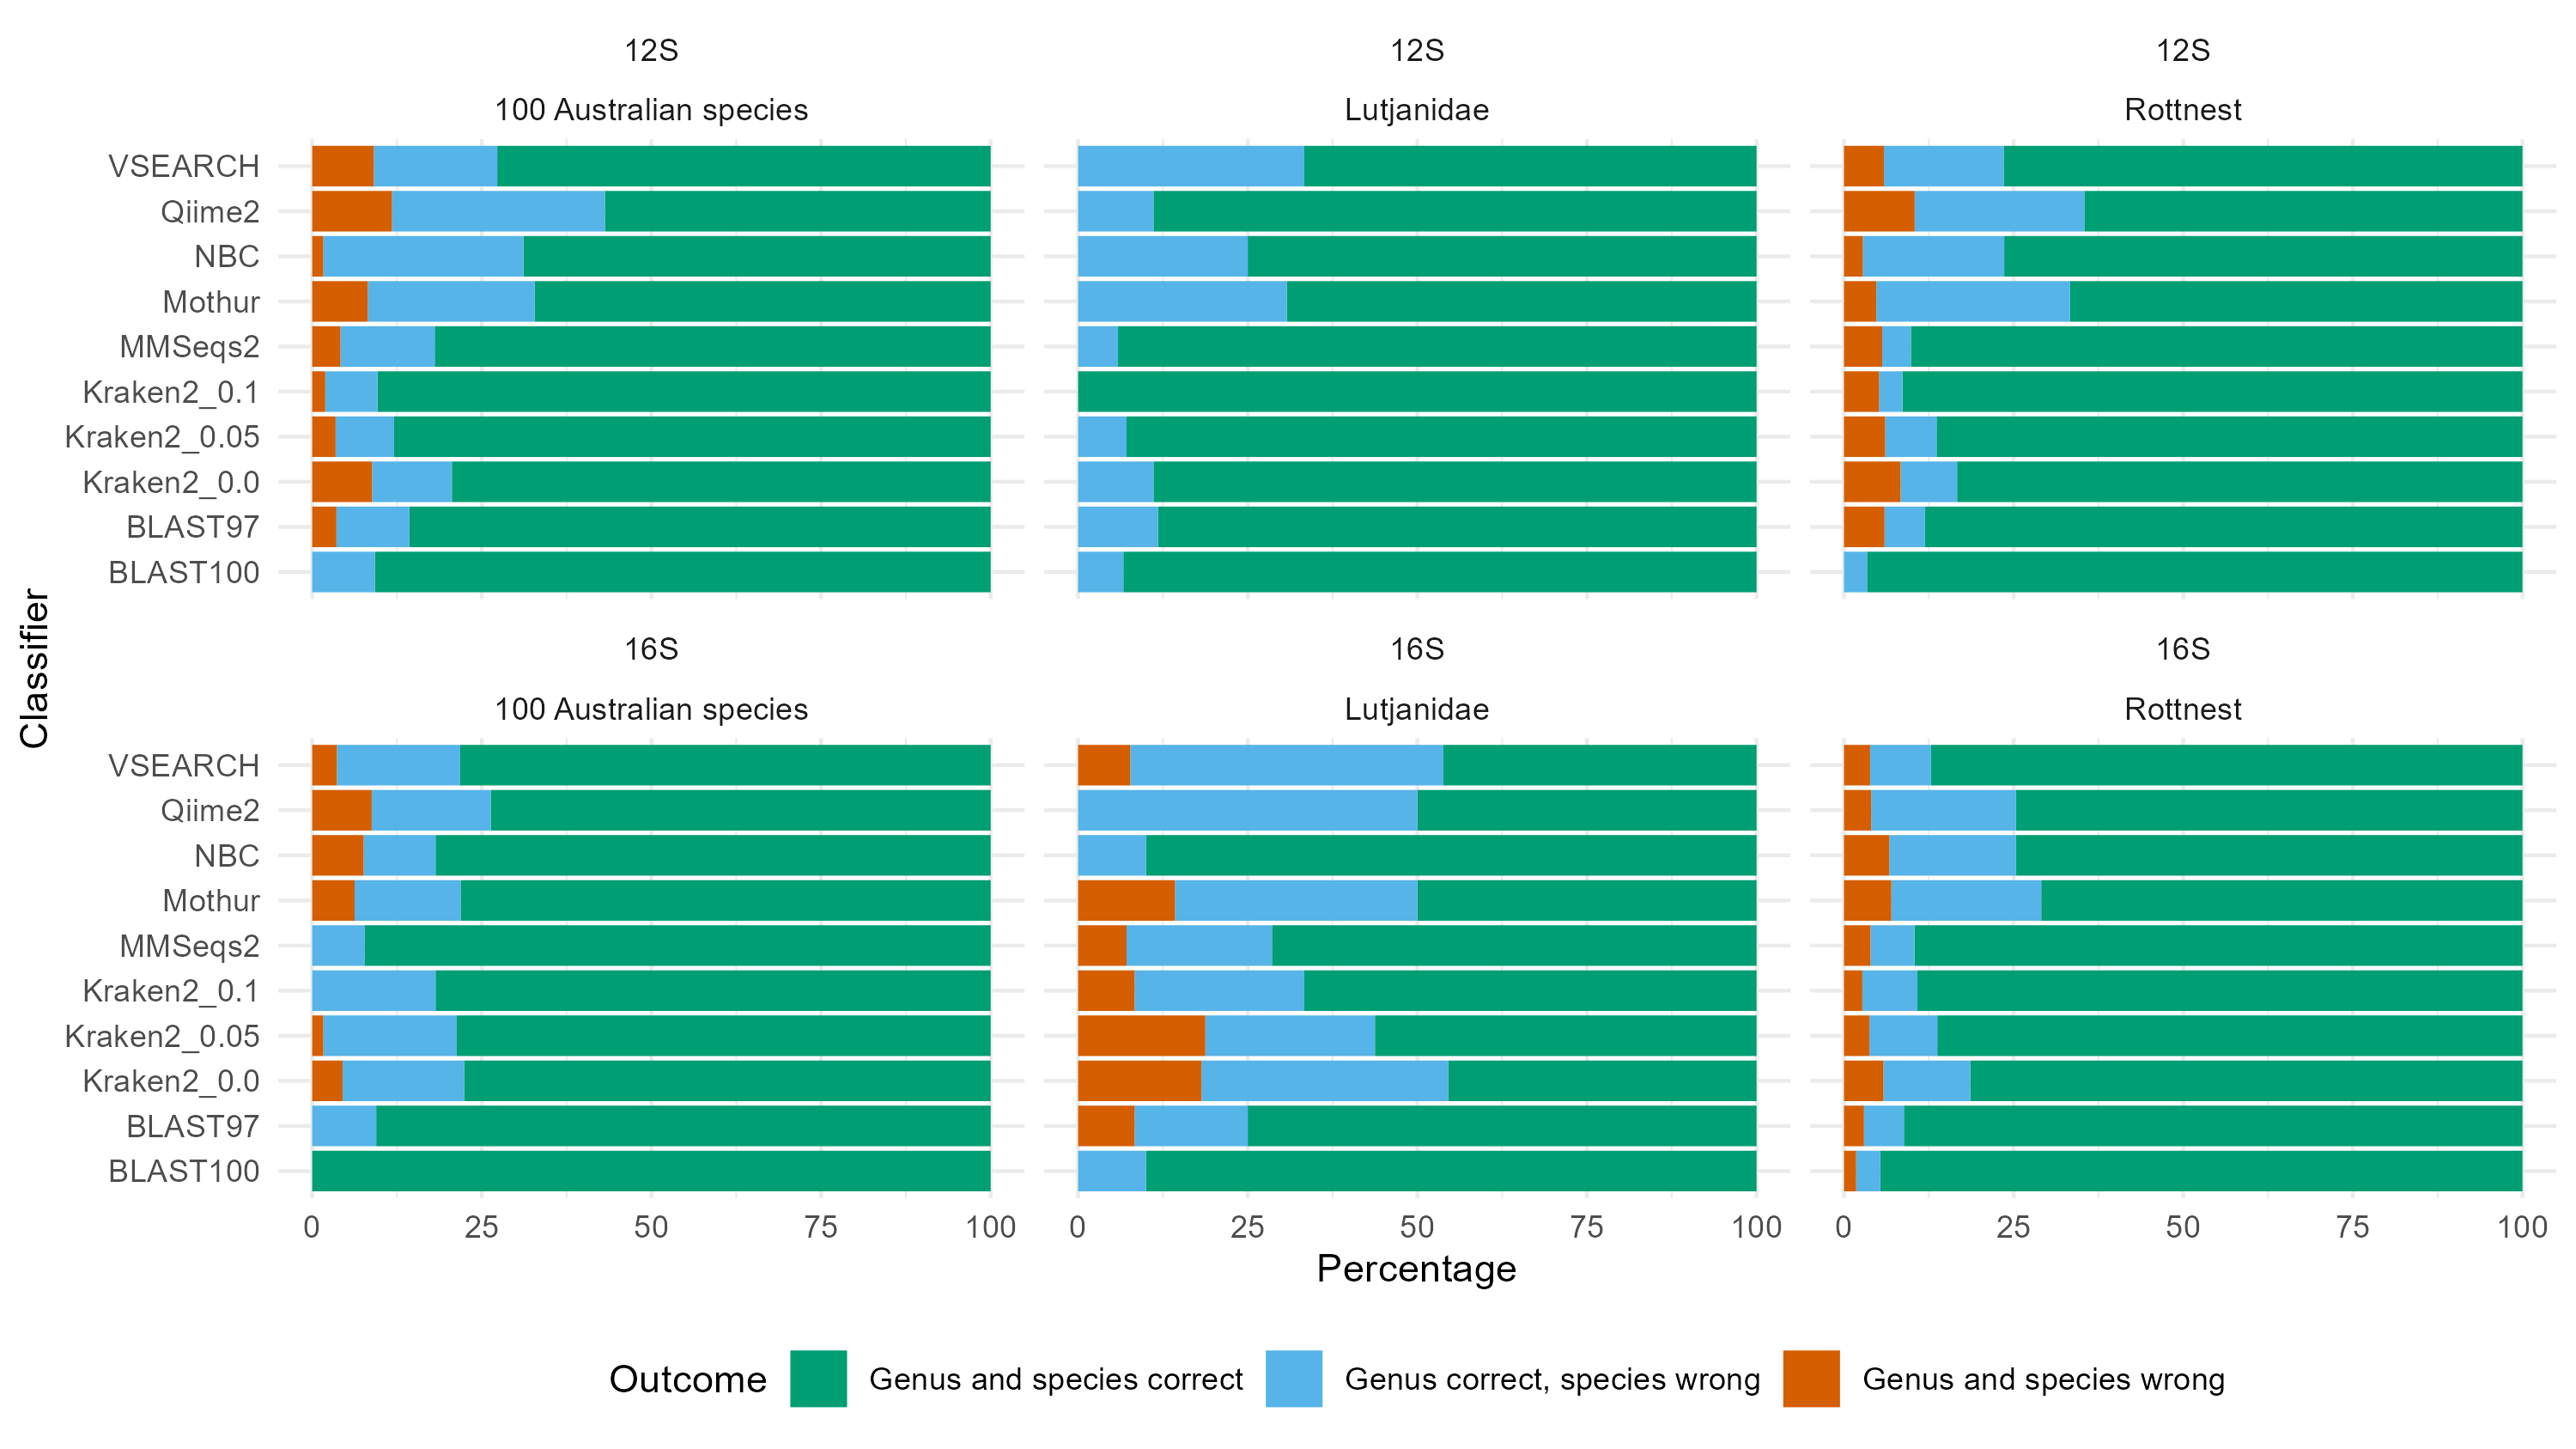 12S
12S
12S
100 Australian species
Lutjanidae
Rottnest
VSEARCH
Qiime2
NBC
Mothur
MMSeqs2
Kraken2_0.1
Kraken2_0.05
Kraken2_0.0
BLAST97
BLAST100
Classifier
16S
16S
16S
100 Australian species
Lutjanidae
Rottnest
VSEARCH
Qiime2
NBC
Mothur
MMSeqs2
Kraken2_0.1
Kraken2_0.05
Kraken2_0.0
BLAST97
BLAST100
0 25 50 75 100
0 25 50 75 100
0 25 50 75 100
Percentage
Outcome
Genus and species correct
Genus correct, species wrong
Genus and species wrong